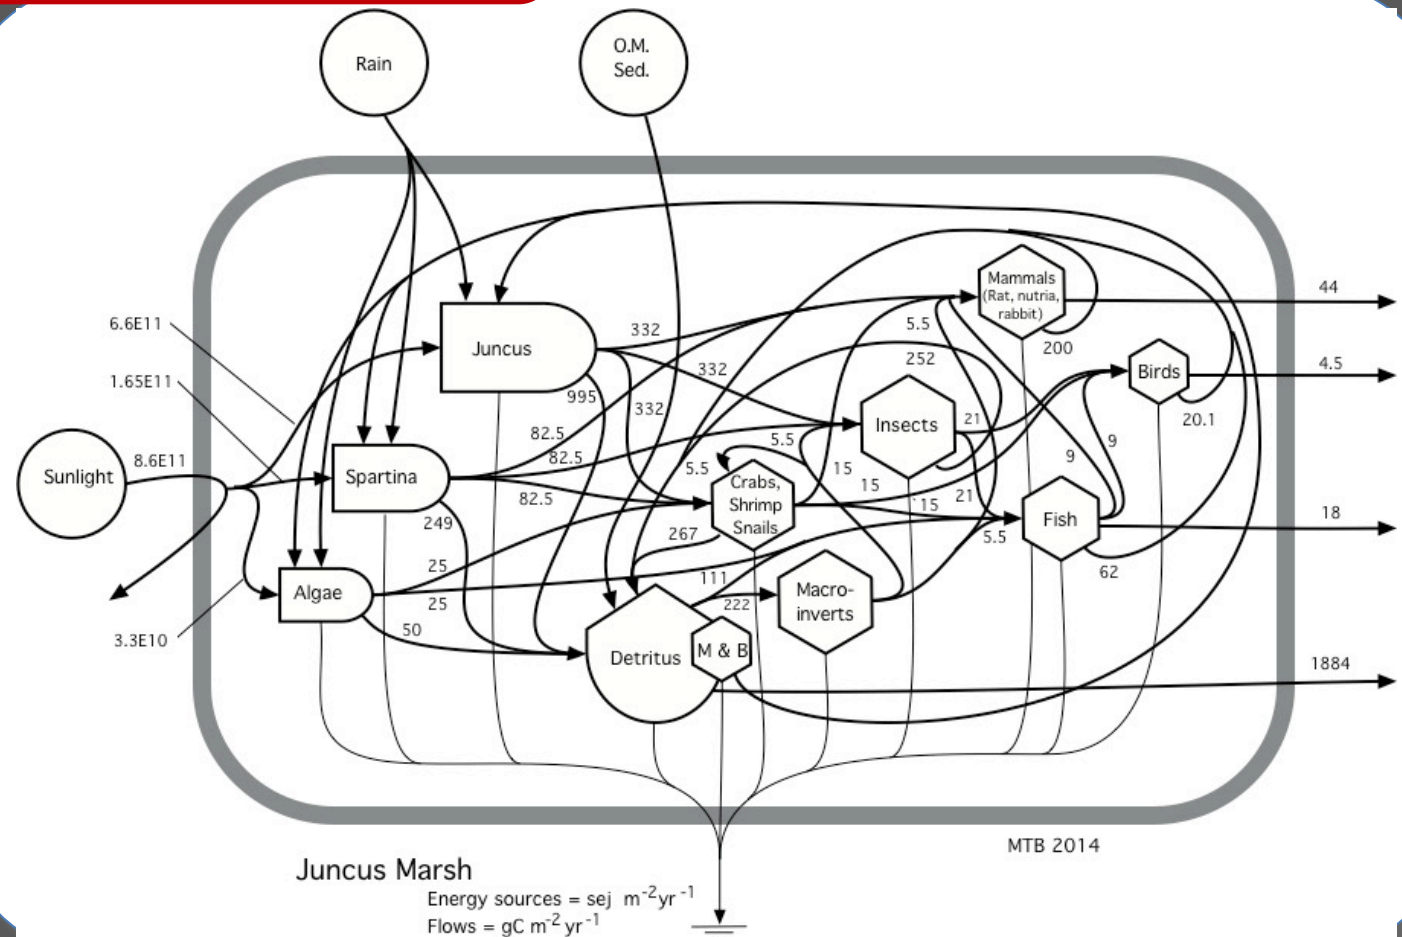 Rain
O.M.
Sed.
Mammals
(Rat, nutria,
rabbit)
44
6.6E11
5.5
332
200
Juncus
252
332
Birds
4.5
1.65E11
995
332
20.1
21
Insects
82.5
5.5
9
82.5
9
Sunlight
8.6E11
5.5
15
Spartina
Crabs,
Shrimp
Snails
15
21
82.5
15
18
249
Fish
267
5.5
25
111
62
Algae
25
222
Macro-
inverts
50
3.3E10
Detritus
M & B
1884
MTB 2014
Juncus Marsh
Energy sources = sej m-2yr-1
Flows = gC m-2 yr-1